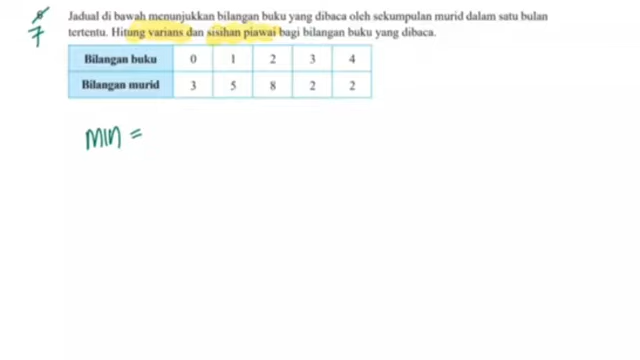 8
7
Jadual di bawah menunjukkan bilangan buku yang dibaca oleh sekumpulan murid dalam satu bulan
tertentu. Hitung varians dan sisihan piawai bagi bilangan buku yang dibaca.
Bilangan buku 0 1 2 3 4
Bilangan murid 3 5 8 2 2
min =